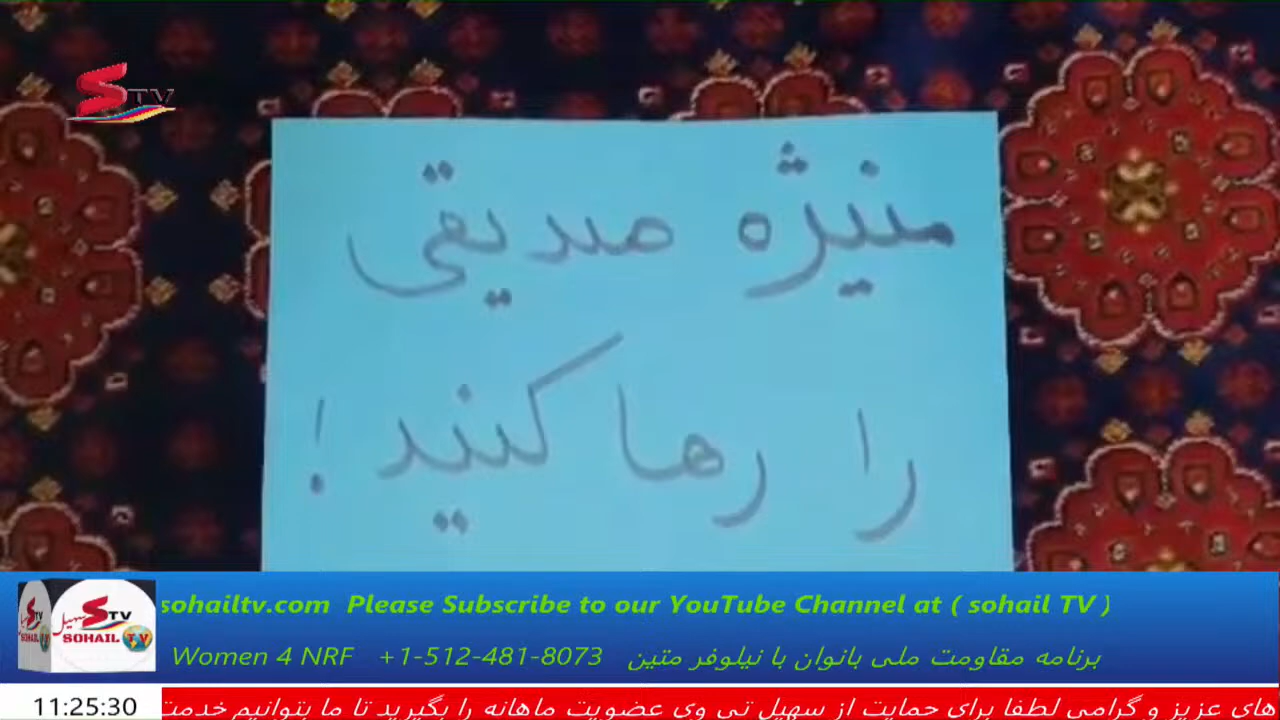 STV
منیژه صدیقی
را رها کنید!
STV
سهیل
SOHAIL TV
sohailtv.com Please Subscribe to our YouTube Channel at ( sohail TV )
Women 4 NRF +1-512-481-8073 برنامه مقاومت ملی بانوان با نیلوفر متین
11:25:30
های عزیز و گرامی لطفا برای حمایت از سهیل تی وی عضویت ماهانه را بگیرید تا ما بتوانیم خدمت